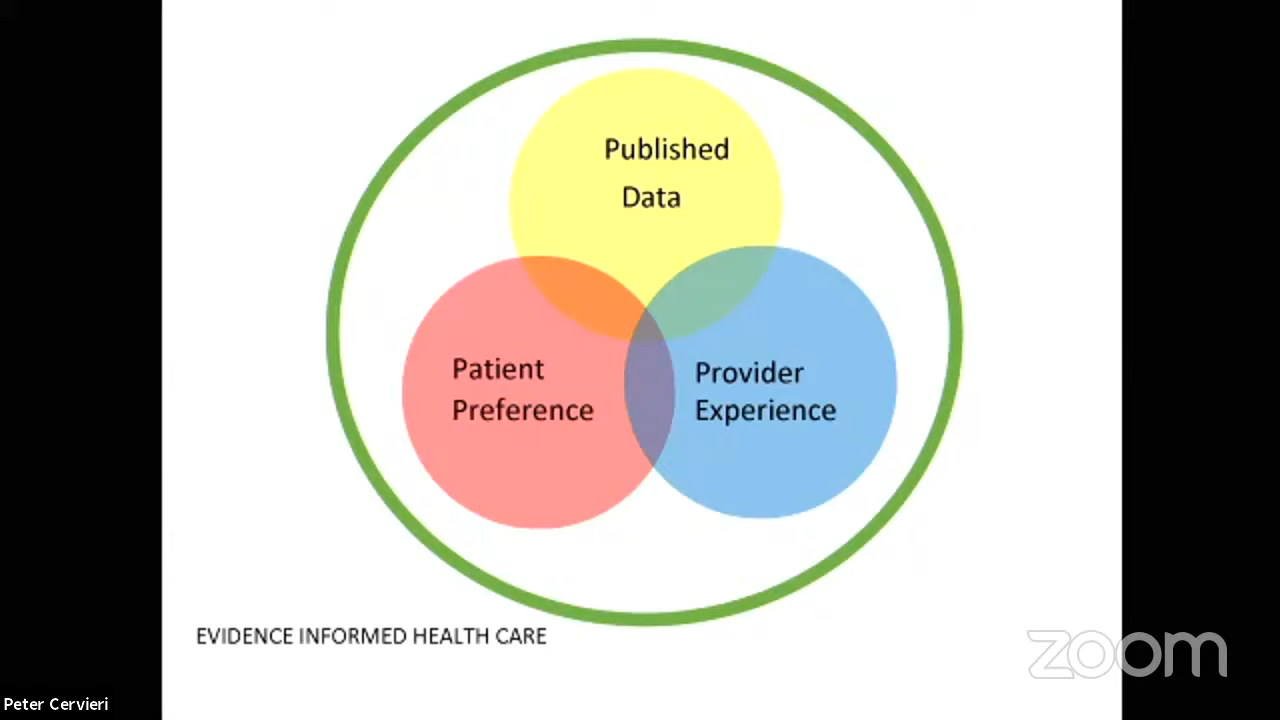 Published
Data
Patient
Preference
Provider
Experience
EVIDENCE INFORMED HEALTH CARE
zoom
Peter Cervieri